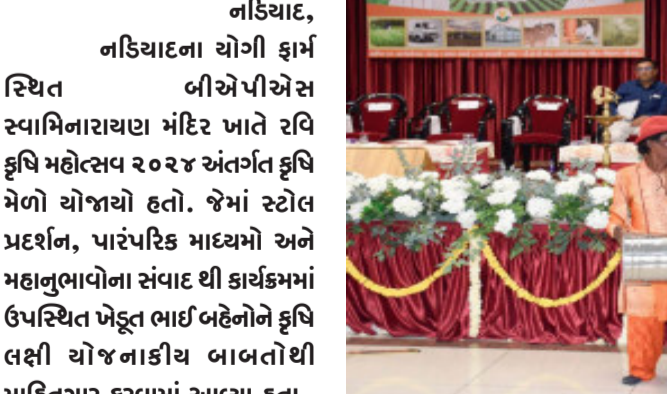 નડિયાદ,
નડિયાદના યોગી ફાર્મ
સ્થિત બીએપીએસ
સ્વામિનારાયણ મંદિર ખાતે રવિ
કૃષિ મહોત્સવ ૨૦૨૪ અંતર્ગત કૃષિ
મેળો યોજાયો હતો. જેમાં સ્ટોલ
પ્રદર્શન, પારંપરિક માધ્યમો અને
મહાનુભાવોના સંવાદ થી કાર્યક્રમમાં
ઉપસ્થિત ખેડૂત ભાઈ બહેનોને કૃષિ
લક્ષી યોજનાકીય બાબતોથી